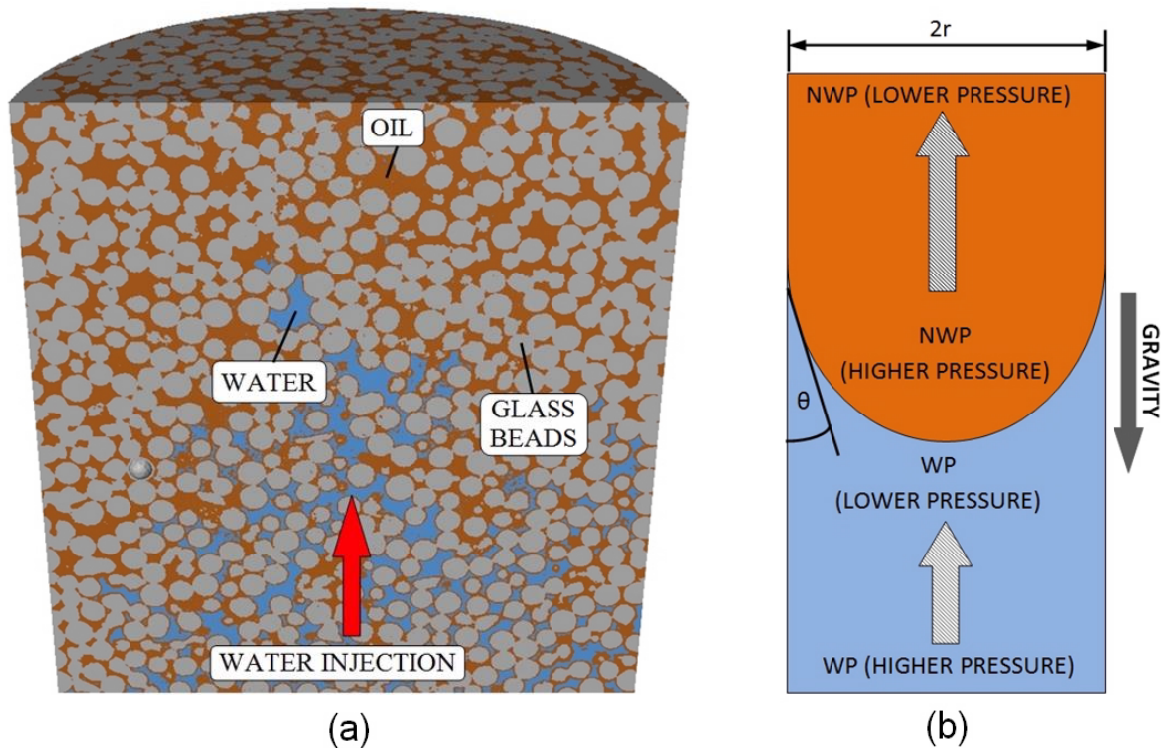 OIL
WATER
GLASS
BEADS
WATER INJECTION
(a)
2r
NWP (LOWER PRESSURE)
NWP
(HIGHER PRESSURE)
θ
GRAVITY
WP
(LOWER PRESSURE)
WP (HIGHER PRESSURE)
(b)